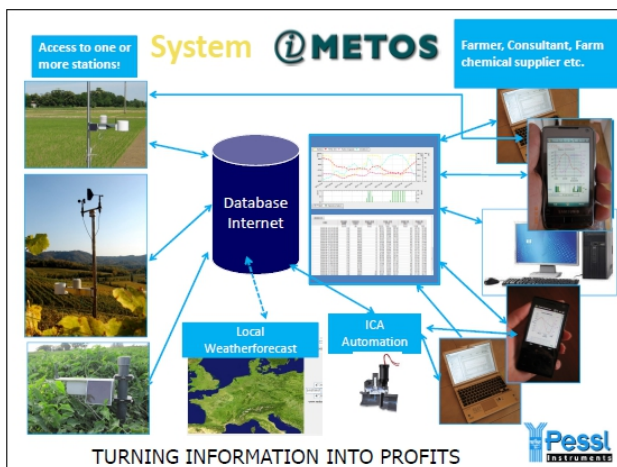 Access to one or
more stations!
System
i METOS
Farmer, Consultant, Farm
chemical supplier etc.
Database
Internet
Local
Weatherforecast
ICA
Automation
Pessl
Instruments
TURNING INFORMATION INTO PROFITS